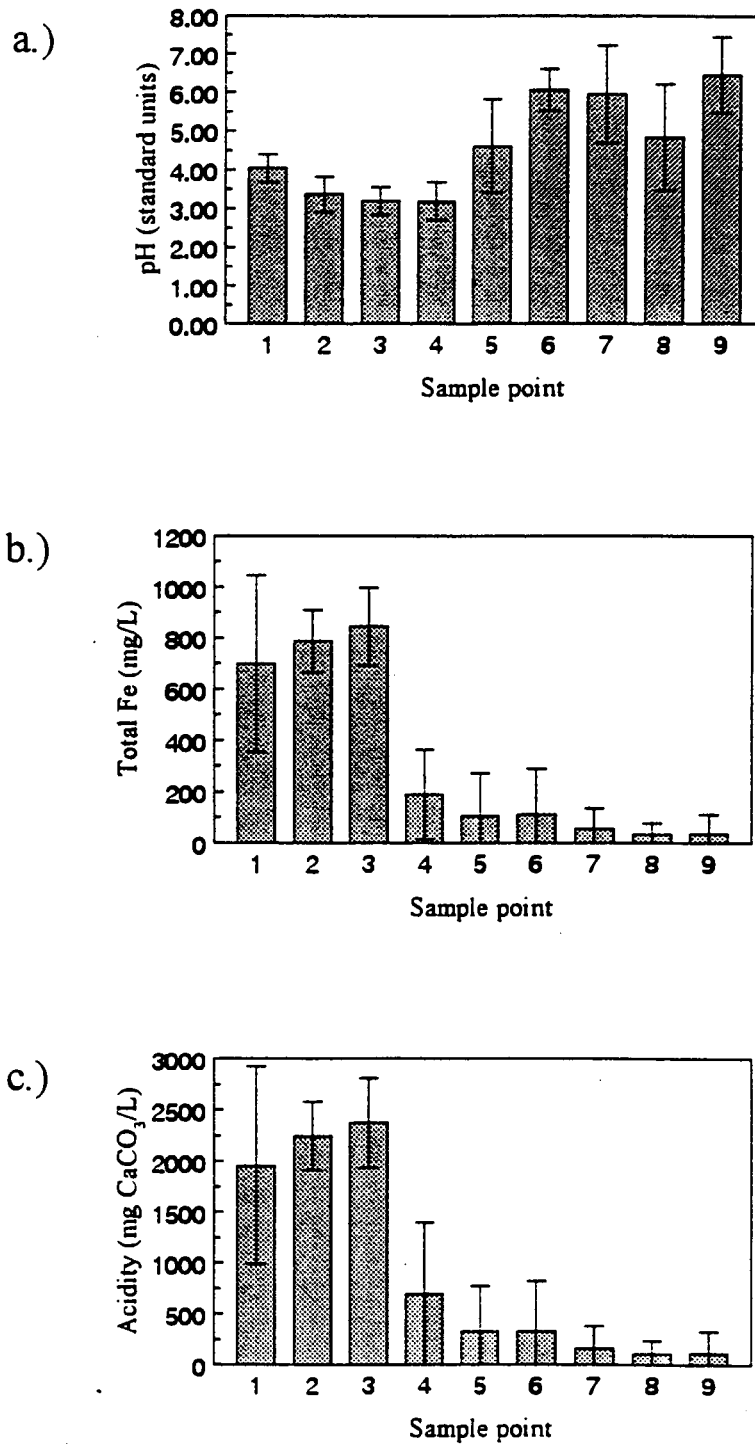 a.)
pH (standard units)
8.00
7.00
6.00
5.00
4.00
3.00
2.00
1.00
0.00
1 2 3 4 5 6 7 8 9
Sample point
b.)
Total Fe (mg/L)
1200
1000
800
600
400
200
0
1 2 3 4 5 6 7 8 9
Sample point
c.)
Acidity (mg CaCO₃/L)
3000
2500
2000
1500
1000
500
0
1 2 3 4 5 6 7 8 9
Sample point